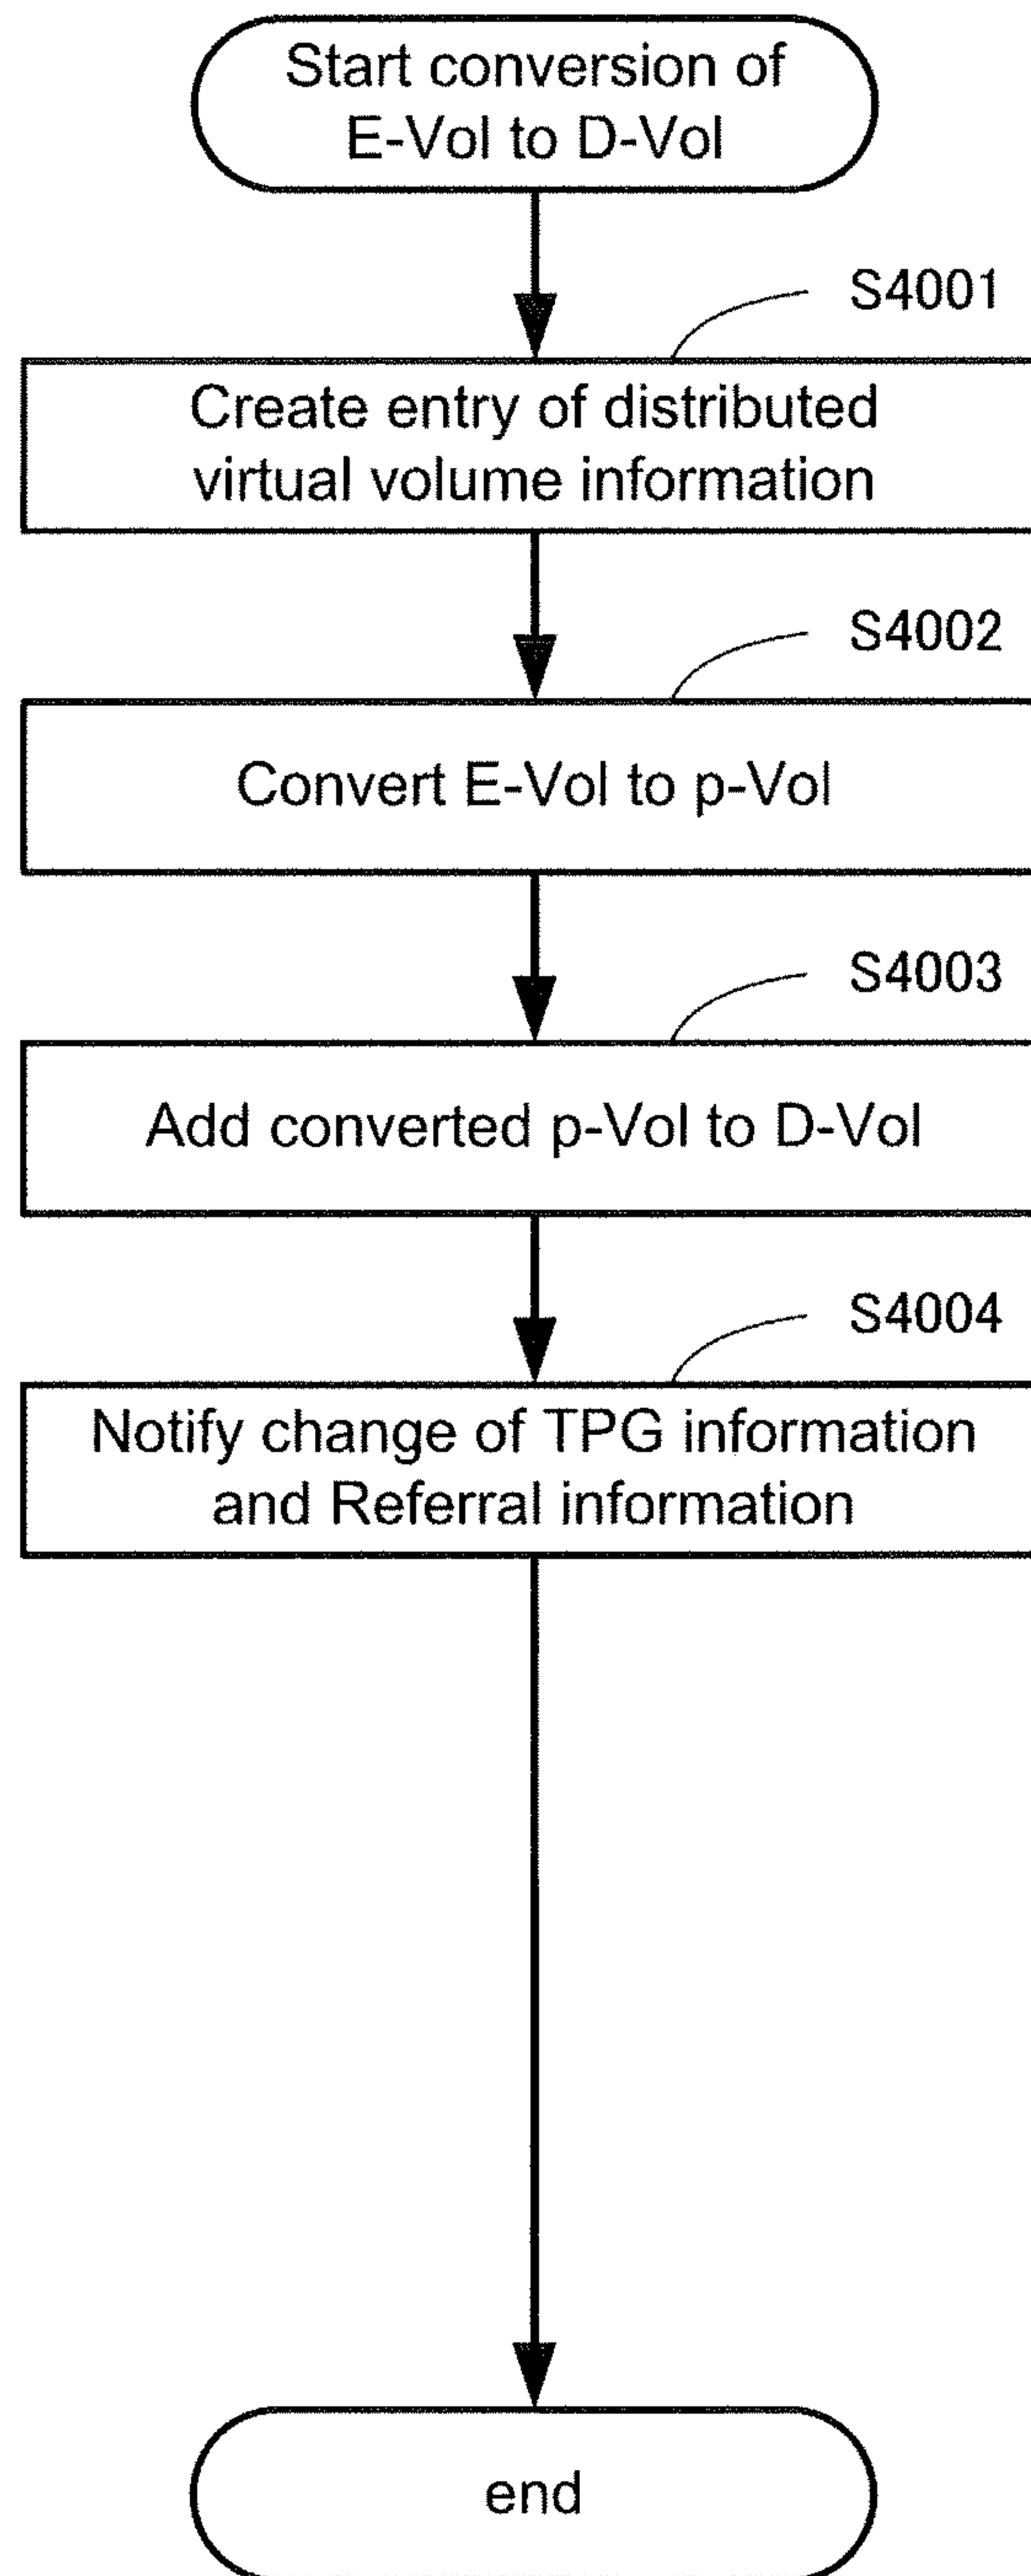 Start conversion of
E-Vol to D-Vol
S4001
Create entry of distributed
virtual volume information
S4002
Convert E-Vol to p-Vol
S4003
Add converted p-Vol to D-Vol
S4004
Notify change of TPG information
and Referral information
end